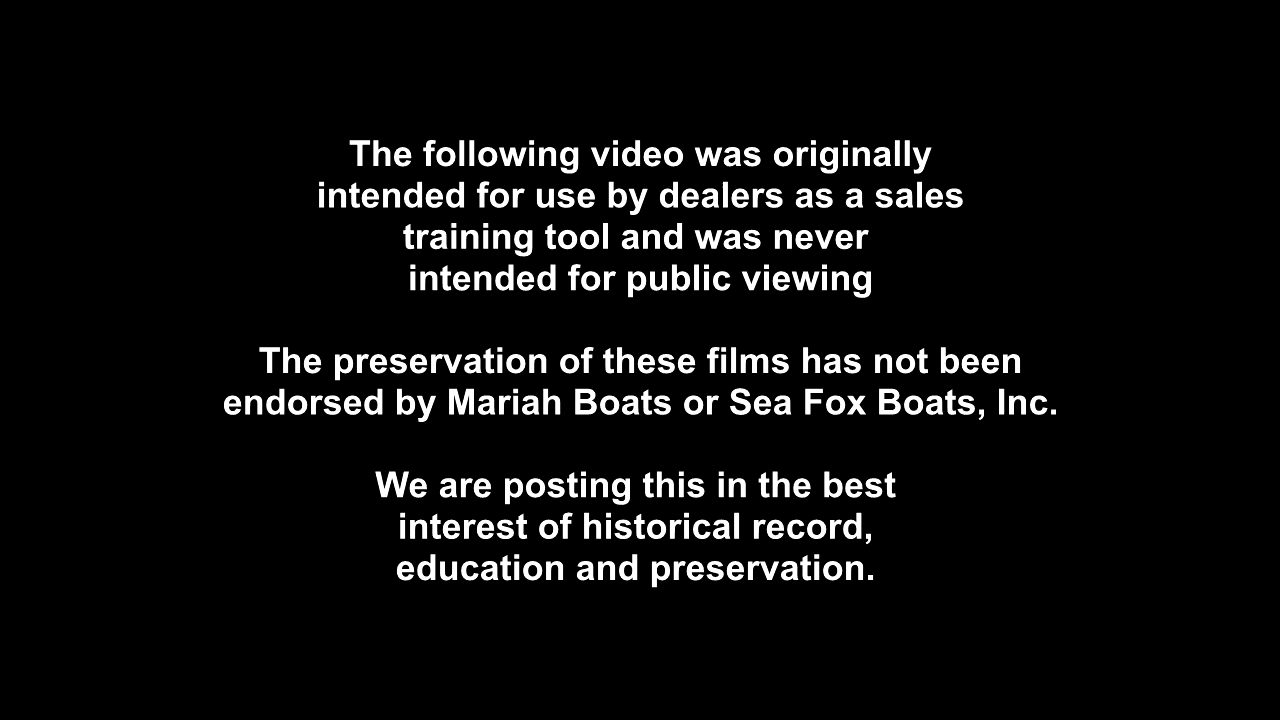 The following video was originally
intended for use by dealers as a sales
training tool and was never
intended for public viewing
The preservation of these films has not been
endorsed by Mariah Boats or Sea Fox Boats, Inc.
We are posting this in the best
interest of historical record,
education and preservation.